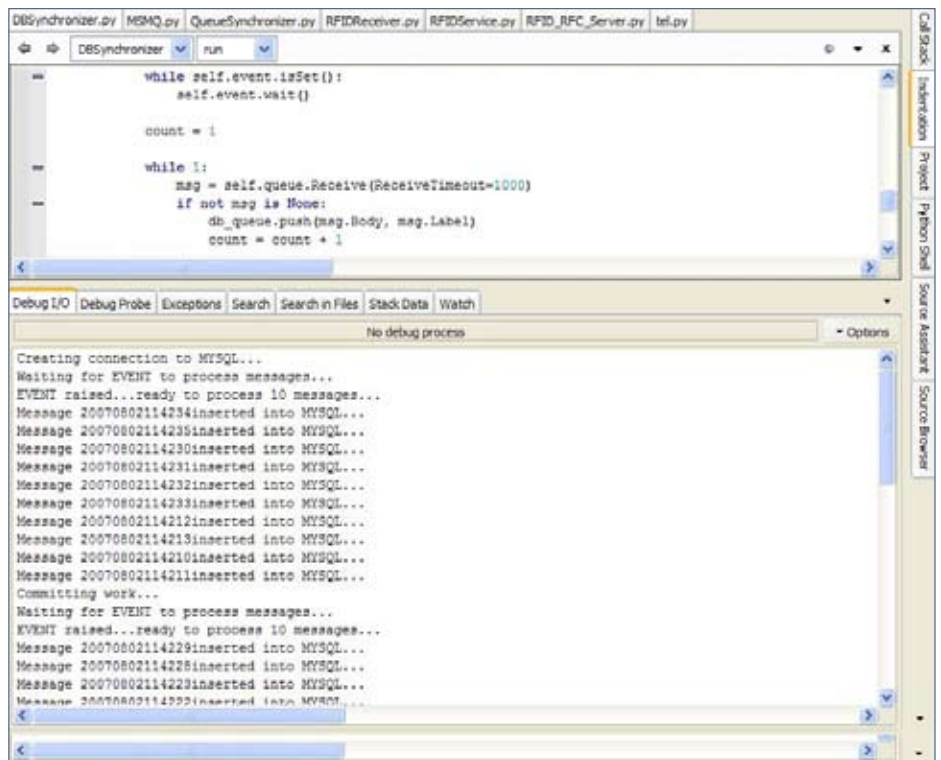 DBSynchronizer.py MSMQ.py QueueSynchronizer.py RFIDReceiver.py RFIDService.py RFID_RFC_Server.py tel.py
DBSynchronizer run
while self.event.isSet():
self.event.wait()
count = 1
while 1:
msg = self.queue.Receive(ReceiveTimeout=1000)
if not msg is None:
db_queue.push(msg.Body, msg.Label)
count = count + 1
Debug I/O Debug Probe Exceptions Search Search in Files Stack Data Watch
No debug process
Options
Creating connection to MYSQL...
Waiting for EVENT to process messages...
EVENT raised...ready to process 10 messages...
Message 20070802114234inserted into MYSQL...
Message 20070802114235inserted into MYSQL...
Message 20070802114230inserted into MYSQL...
Message 20070802114231inserted into MYSQL...
Message 20070802114232inserted into MYSQL...
Message 20070802114233inserted into MYSQL...
Message 20070802114212inserted into MYSQL...
Message 20070802114213inserted into MYSQL...
Message 20070802114210inserted into MYSQL...
Message 20070802114211inserted into MYSQL...
Committing work...
Waiting for EVENT to process messages...
EVENT raised...ready to process 10 messages...
Message 20070802114229inserted into MYSQL...
Message 20070802114228inserted into MYSQL...
Message 20070802114223inserted into MYSQL...
Message 20070802114222inserted into MYSQL...
Call Stack
Indentation
Project
Python Shell
Source Assistant
Source Browser